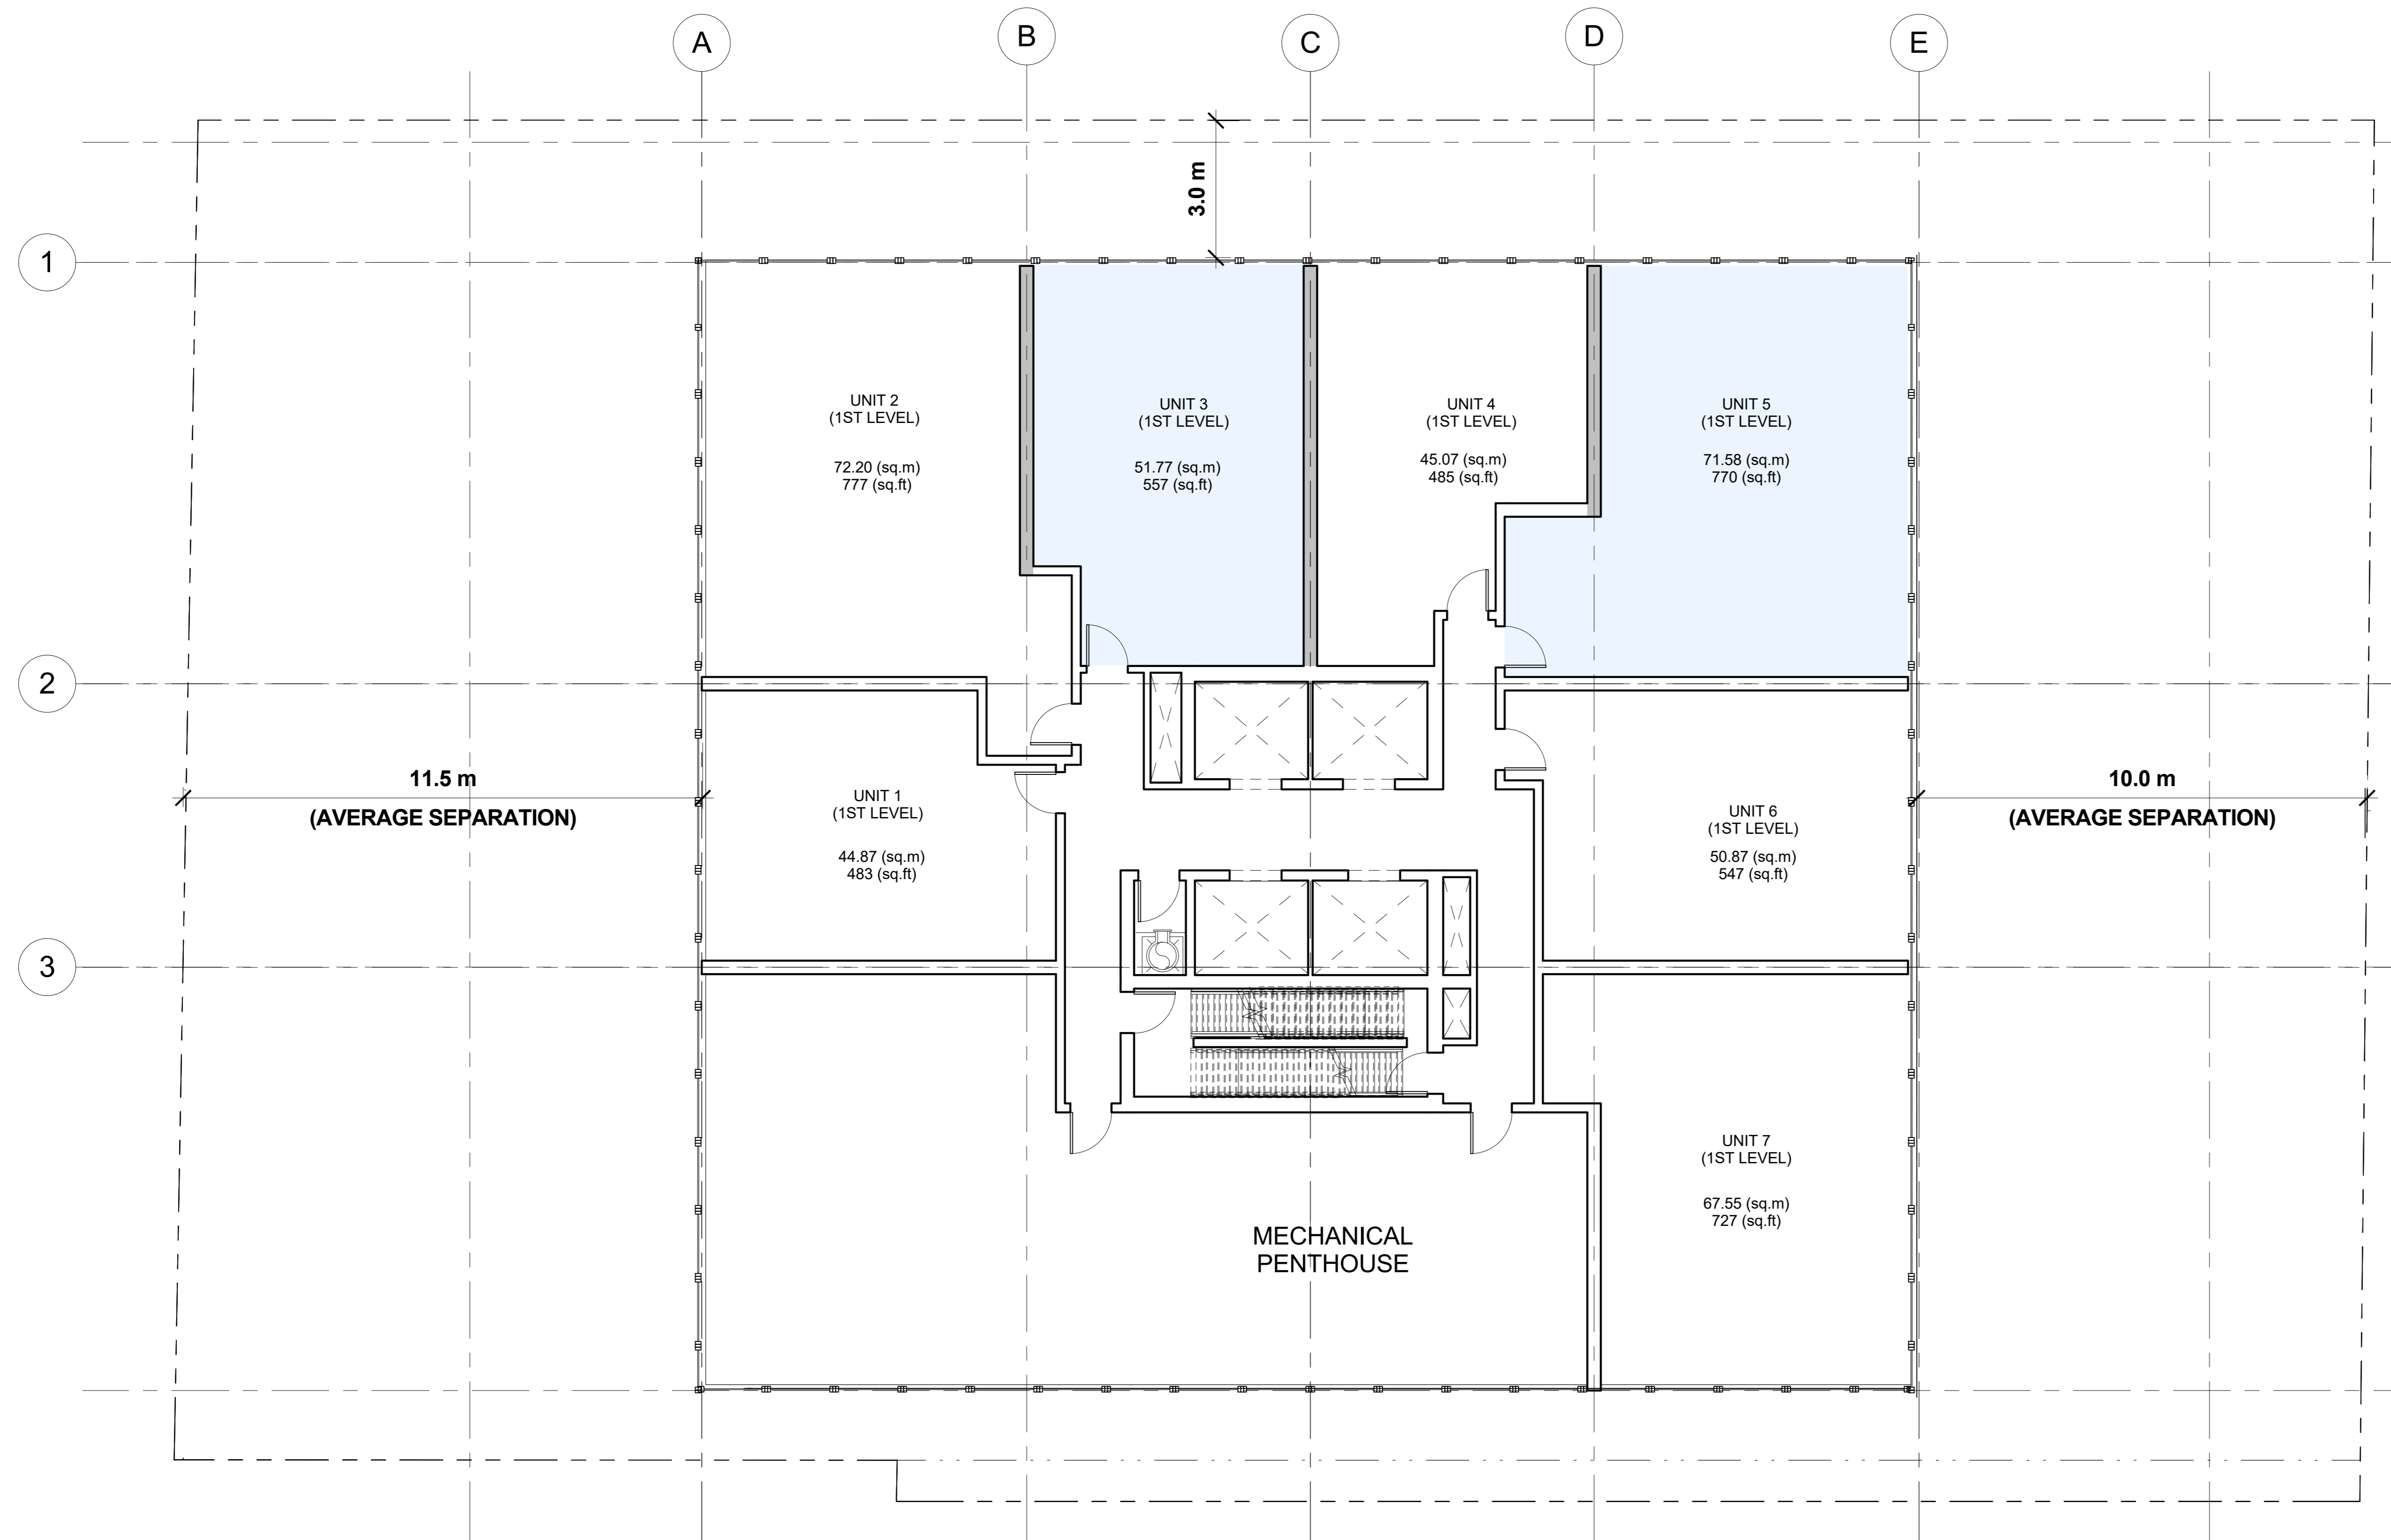 A
B
C
D
E
3.0 m
1
UNIT 2
(1ST LEVEL)
72.20 (sq.m)
777 (sq.ft)
UNIT 3
(1ST LEVEL)
51.77 (sq.m)
557 (sq.ft)
UNIT 4
(1ST LEVEL)
45.07 (sq.m)
485 (sq.ft)
UNIT 5
(1ST LEVEL)
71.58 (sq.m)
770 (sq.ft)
2
11.5 m
(AVERAGE SEPARATION)
UNIT 1
(1ST LEVEL)
44.87 (sq.m)
483 (sq.ft)
UNIT 6
(1ST LEVEL)
50.87 (sq.m)
547 (sq.ft)
10.0 m
(AVERAGE SEPARATION)
3
UNIT 7
(1ST LEVEL)
67.55 (sq.m)
727 (sq.ft)
MECHANICAL
PENTHOUSE